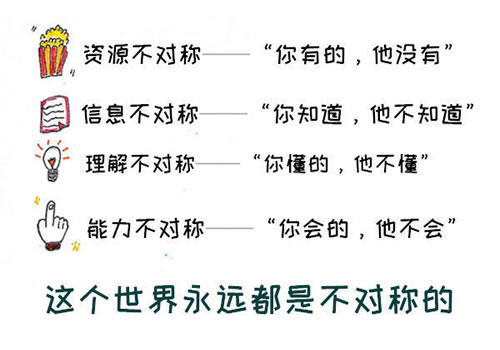 资源不对称——“你有的，他没有”
信息不对称——“你知道，他不知道”
理解不对称——“你懂的，他不懂”
能力不对称——“你会的，他不会”
这个世界永远都是不对称的